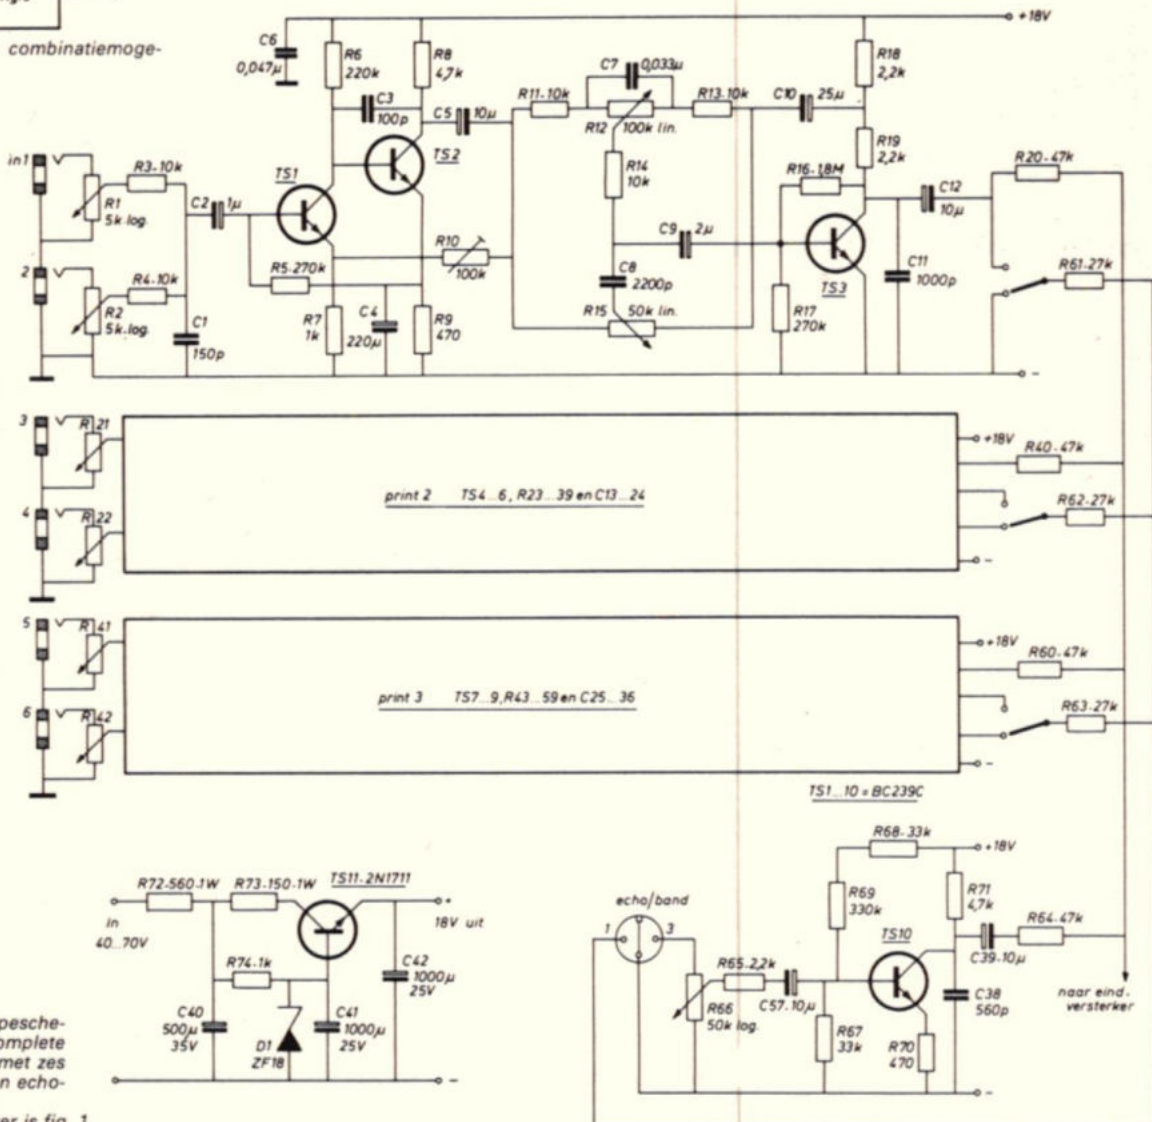 combinatiemoge-
+18V
C6
0,047µ
R6
220k
R8
4,7k
C3
100p
C5 10µ
TS2
TS1
R11-10k
C7 0,033µ
R12 100k lin.
R13-10k
C10 25µ
R18
2,2k
R19
2,2k
R14
10k
R16-1,8M
in1
R3-10k
R1
5k log.
C2 1µ
C12
10µ
R20-47k
2
R4-10k
R2
5k log.
C1
150p
R5-270k
R10
100k
C9 2µ
C8
2200p
R15 50k lin.
TS3
C11
1000p
R17
270k
R61-27k
R7
1k
C4
220µ
R9
470
-
3
R21
4
R22
print 2 TS4...6, R23...39 en C13...24
+18V
R40-47k
R62-27k
-
5
R41
6
R42
print 3 TS7...9, R43...59 en C25...36
+18V
R60-47k
R63-27k
-
TS1...10 = BC239C
R72-560-1W
R73-150-1W
TS11-2N1711
In
40...70V
+
18V uit
R74-1k
C42
1000µ
25V
C40
500µ
35V
D1
ZF18
C41
1000µ
25V
-
echo/band
1
3
R65-2,2k
R66
50k log.
C57-10µ
R68-33k
+18V
R69
330k
R71
4,7k
TS10
R64-47k
C39-10µ
C38
560p
R67
33k
R70
470
-
naar eind-
versterker
met zes
er is fig. 1